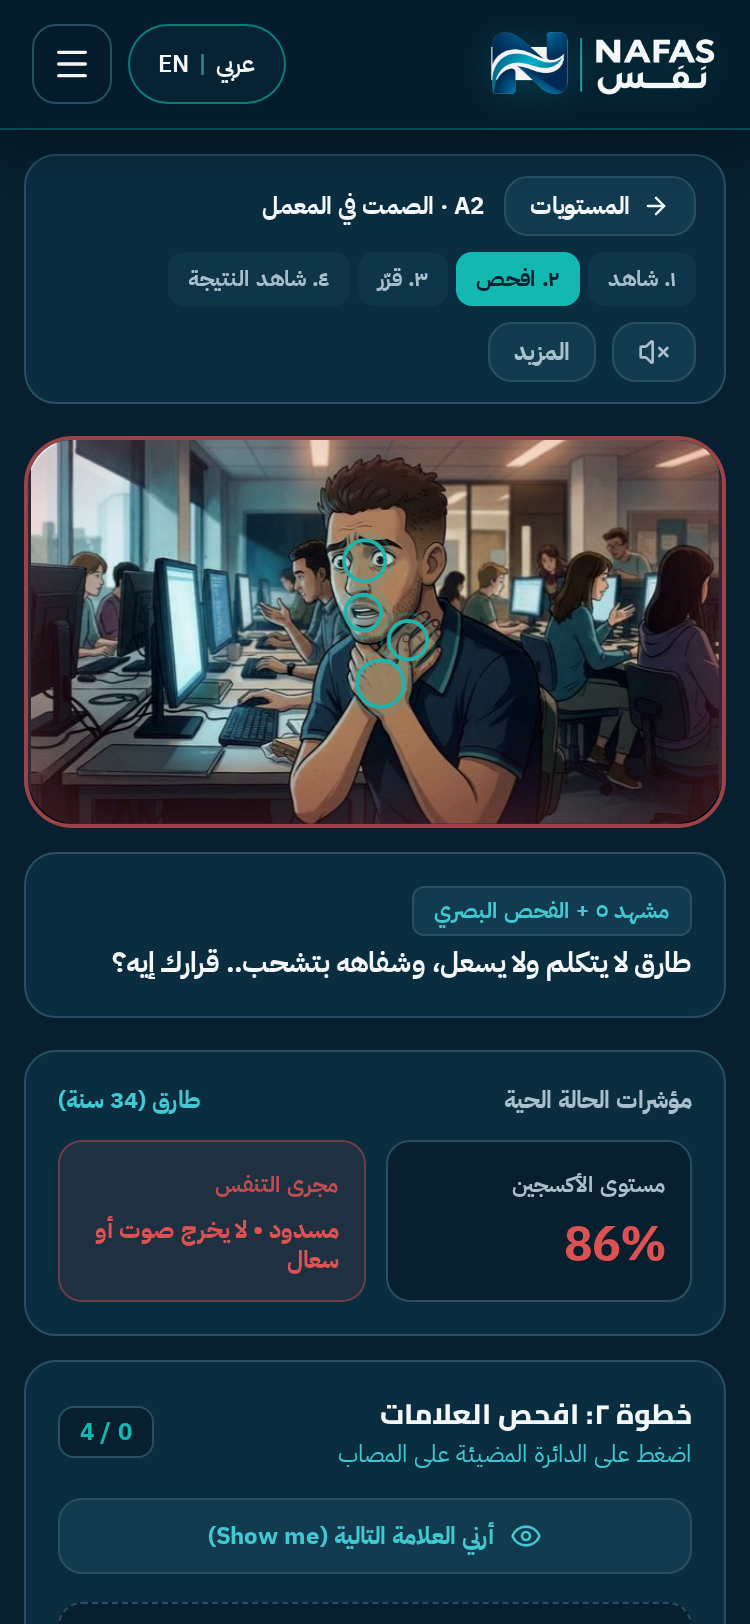 NAFAS
نَفَس
عربي | EN
المستويات
A2 · الصمت في المعمل
١. شاهد
٢. افحص
٣. قرّر
٤. شاهد النتيجة
المزيد
مشهد ٥ + الفحص البصري
طارق لا يتكلم ولا يسعل، وشفاهه بتشحب.. قرارك إيه؟
مؤشرات الحالة الحية
طارق (34 سنة)
مستوى الأكسجين
86%
مجرى التنفس
مسدود • لا يخرج صوت أو
سعال
خطوة ٢: افحص العلامات
4 / 0
اضغط على الدائرة المضيئة على المصاب
أرني العلامة التالية (Show me)